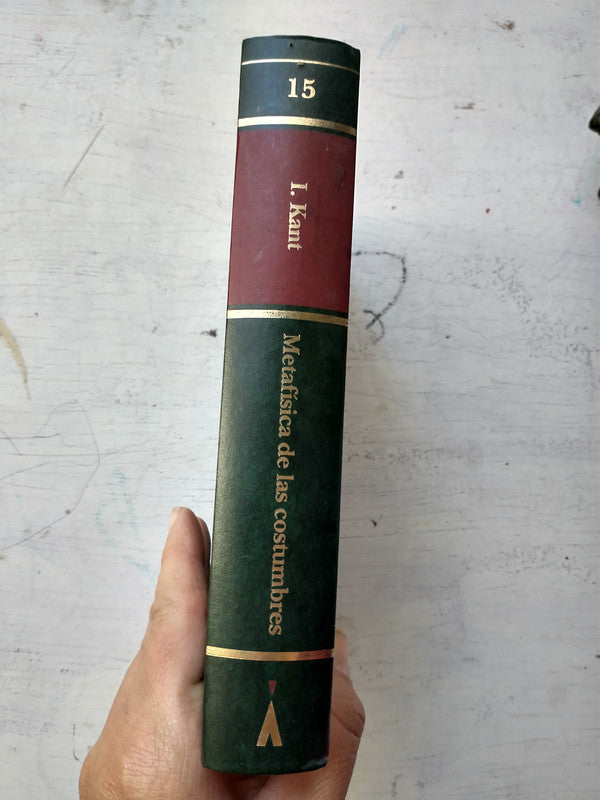 15
I. Kant
Metafísica de las costumbres